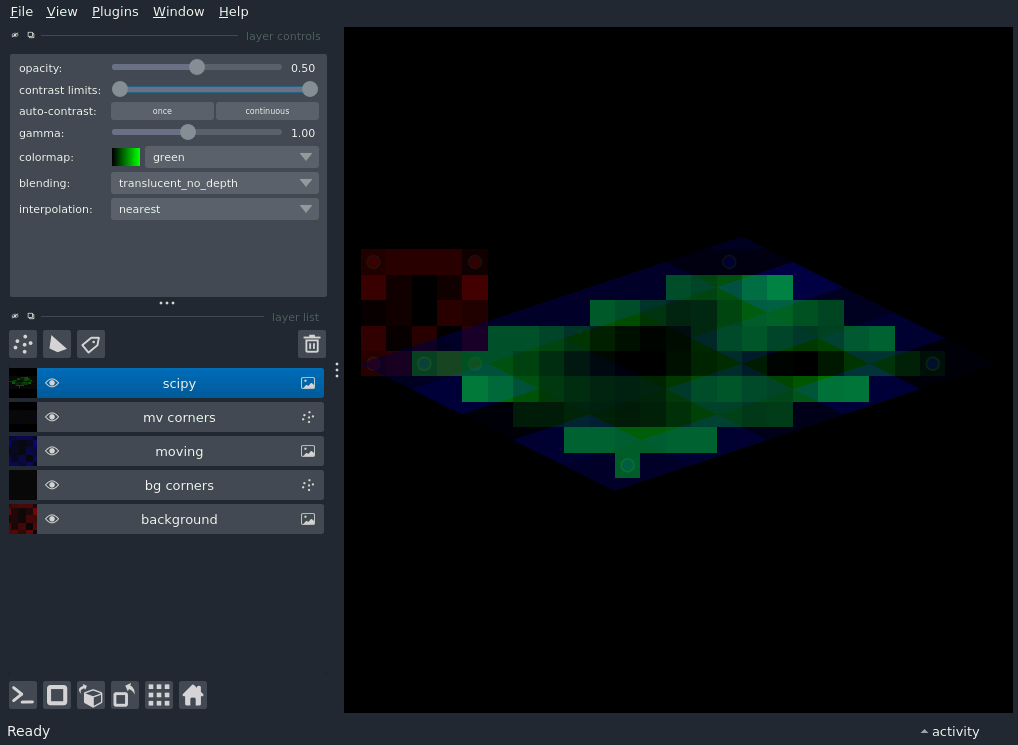 File View Plugins Window Help
layer controls
opacity: 0.50
contrast limits:
auto-contrast: once continuous
gamma: 1.00
colormap: green
blending: translucent_no_depth
interpolation: nearest
layer list
scipy
mv corners
moving
bg corners
background
Ready activity